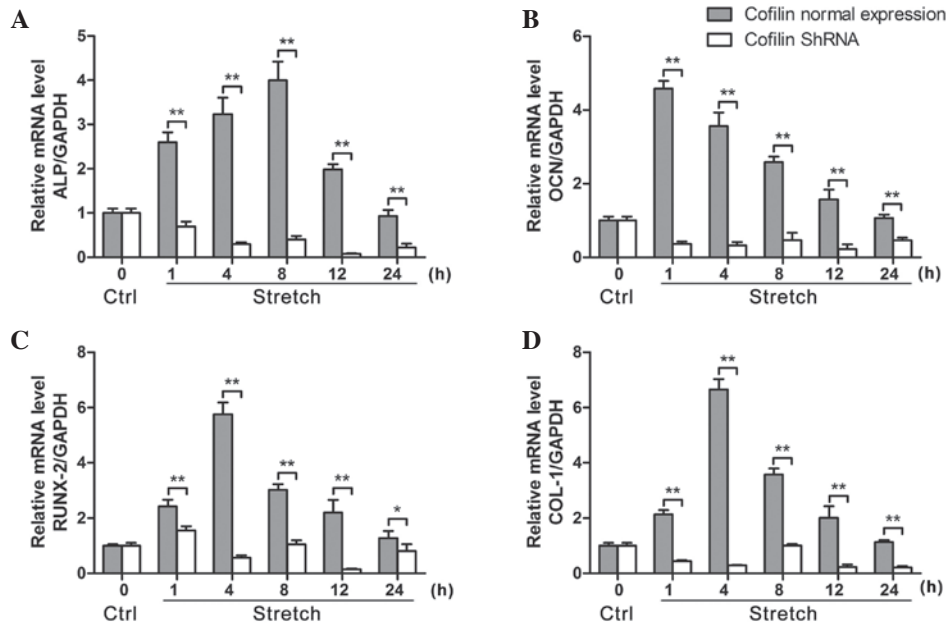 A
Relative mRNA level
ALP/GAPDH
5
4
3
2
1
0
**
**
**
**
**
0 1 4 8 12 24 (h)
Ctrl Stretch
B
Cofilin normal expression
Cofilin ShRNA
Relative mRNA level
OCN/GAPDH
6
4
2
0
**
**
**
**
**
0 1 4 8 12 24 (h)
Ctrl Stretch
C
Relative mRNA level
RUNX-2/GAPDH
8
6
4
2
0
**
**
**
**
*
0 1 4 8 12 24 (h)
Ctrl Stretch
D
Relative mRNA level
COL-1/GAPDH
8
6
4
2
0
**
**
**
**
**
0 1 4 8 12 24 (h)
Ctrl Stretch